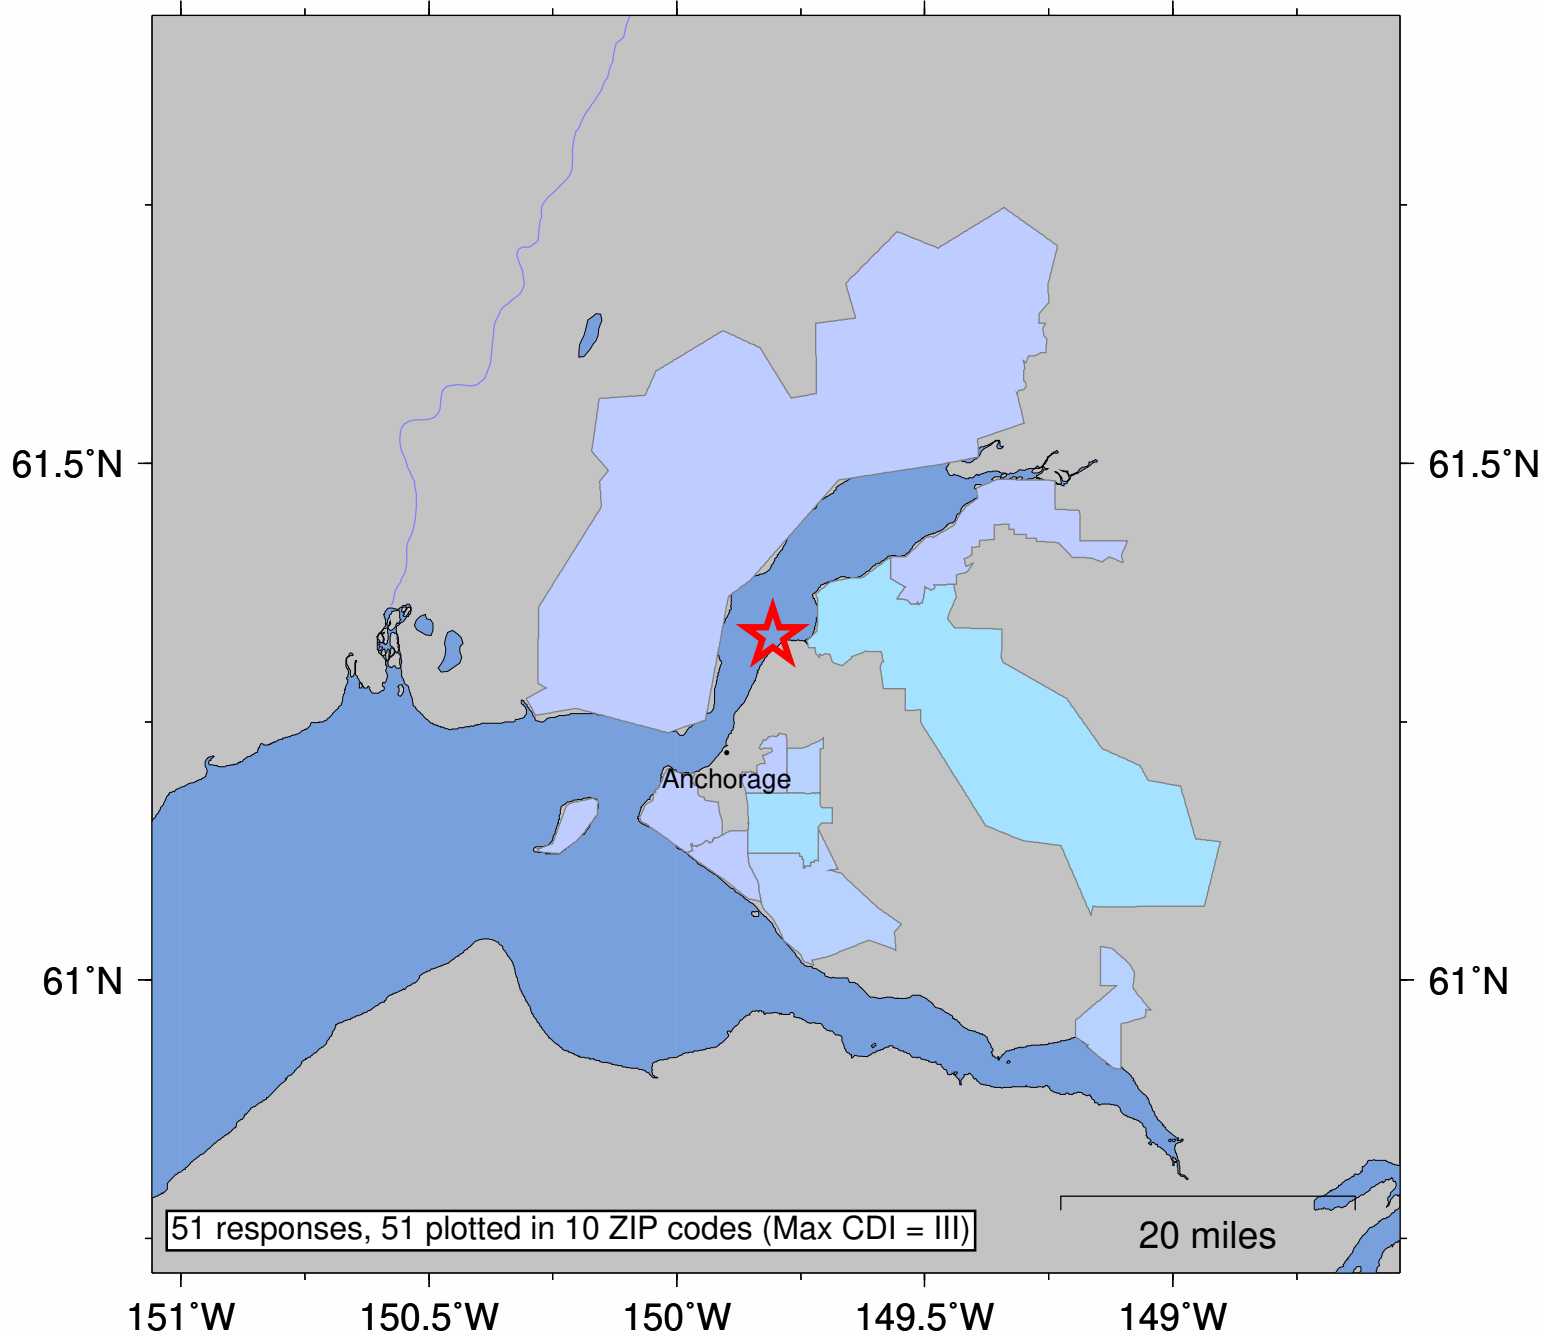 61.5°N 61.5°N
Anchorage
61°N 61°N
51 responses, 51 plotted in 10 ZIP codes (Max CDI = III)
20 miles
151°W 150.5°W 150°W 149.5°W 149°W